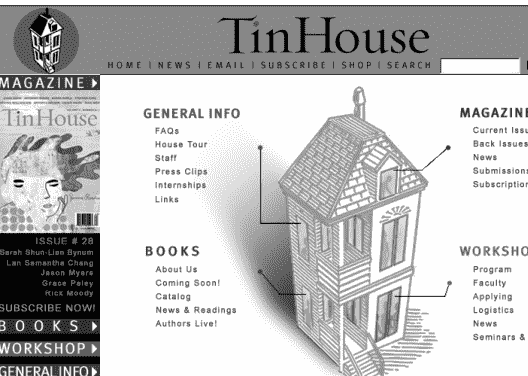 TinHouse
HOME | NEWS | EMAIL | SUBSCRIBE | SHOP | SEARCH
MAGAZINE
TinHouse
ISSUE # 28
Sarah Shun-Lien Bynum
Lan Samantha Chang
Jason Myers
Grace Paley
Rick Moody
SUBSCRIBE NOW!
BOOKS
WORKSHOP
GENERAL INFO
GENERAL INFO
FAQs
House Tour
Staff
Press Clips
Internships
Links
BOOKS
About Us
Coming Soon!
Catalog
News & Readings
Authors Live!
MAGAZINE
Current Issu
Back Issues
News
Submissions
Subscription
WORKSHO
Program
Faculty
Applying
Logistics
News
Seminars &